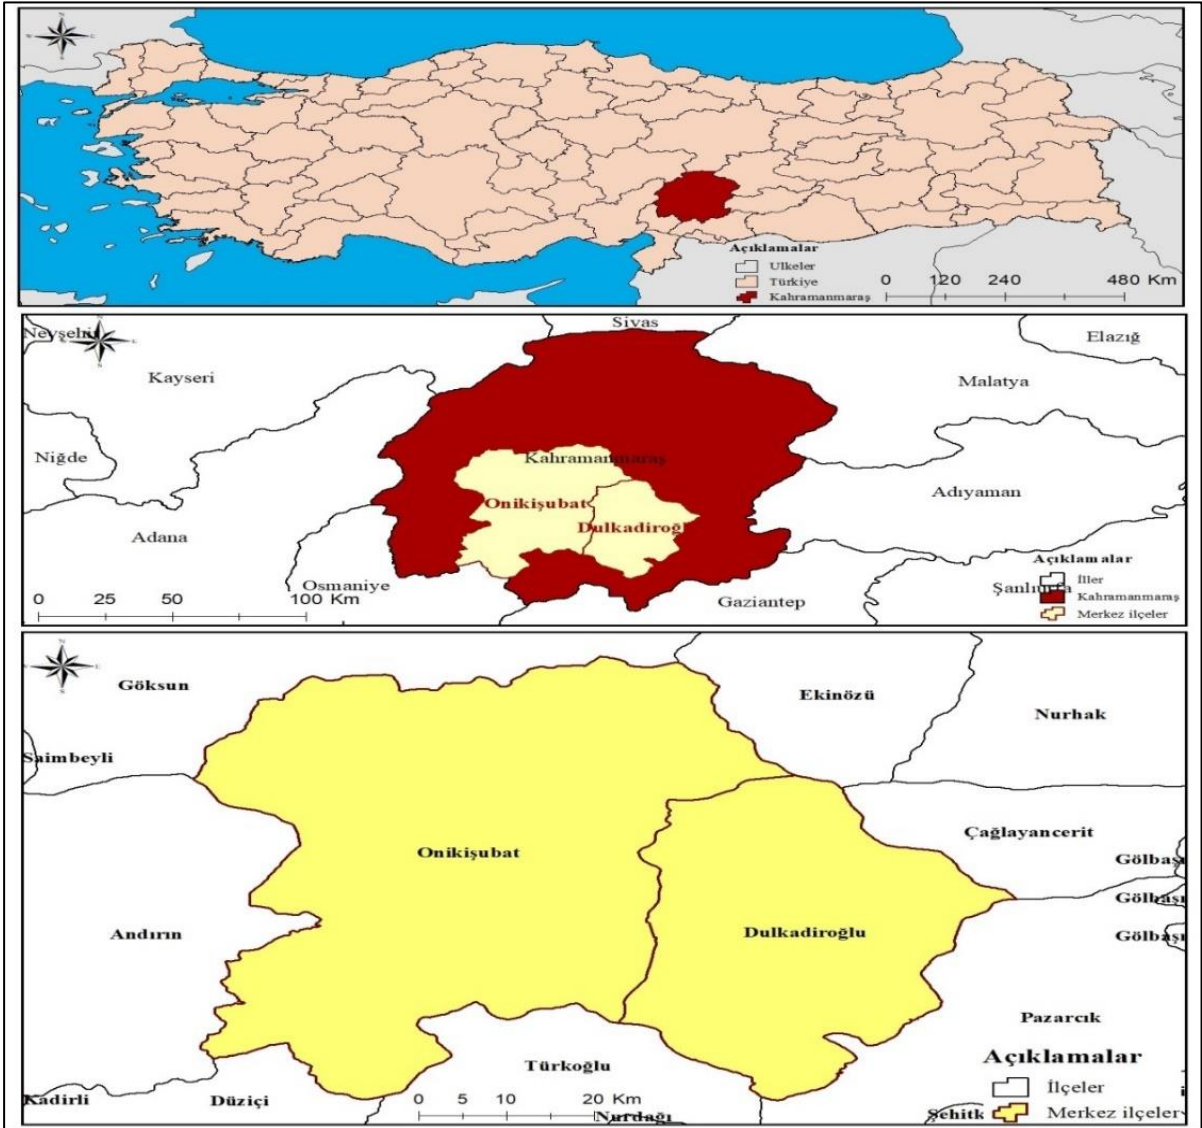 Açıklamalar
Ulkeler
Türkiye
Kahramanmaraş
0 120 240 480 Km
Sivas
Nevşehir
Elazığ
Kayseri
Malatya
Niğde
Kahramanmaraş
Adıyaman
Onikişubat
Dulkadiroğl
Adana
Osmaniye
Gaziantep
Şanlıurfa
Açıklamalar
İller
Kahramanmaraş
Merkez ilçeler
0 25 50 100 Km
Göksun
Ekinözü
Nurhak
Saimbeyli
Çağlayancerit
Onikişubat
Gölbaşı
Gölbaşı
Andırın
Dulkadiroğlu
Gölbaşı
Pazarcık
Türkoğlu
Kadirli
Düziçi
0 5 10 20 Km
Nurdağı
Açıklamalar
İlçeler
Şehitk
Merkez ilçeler